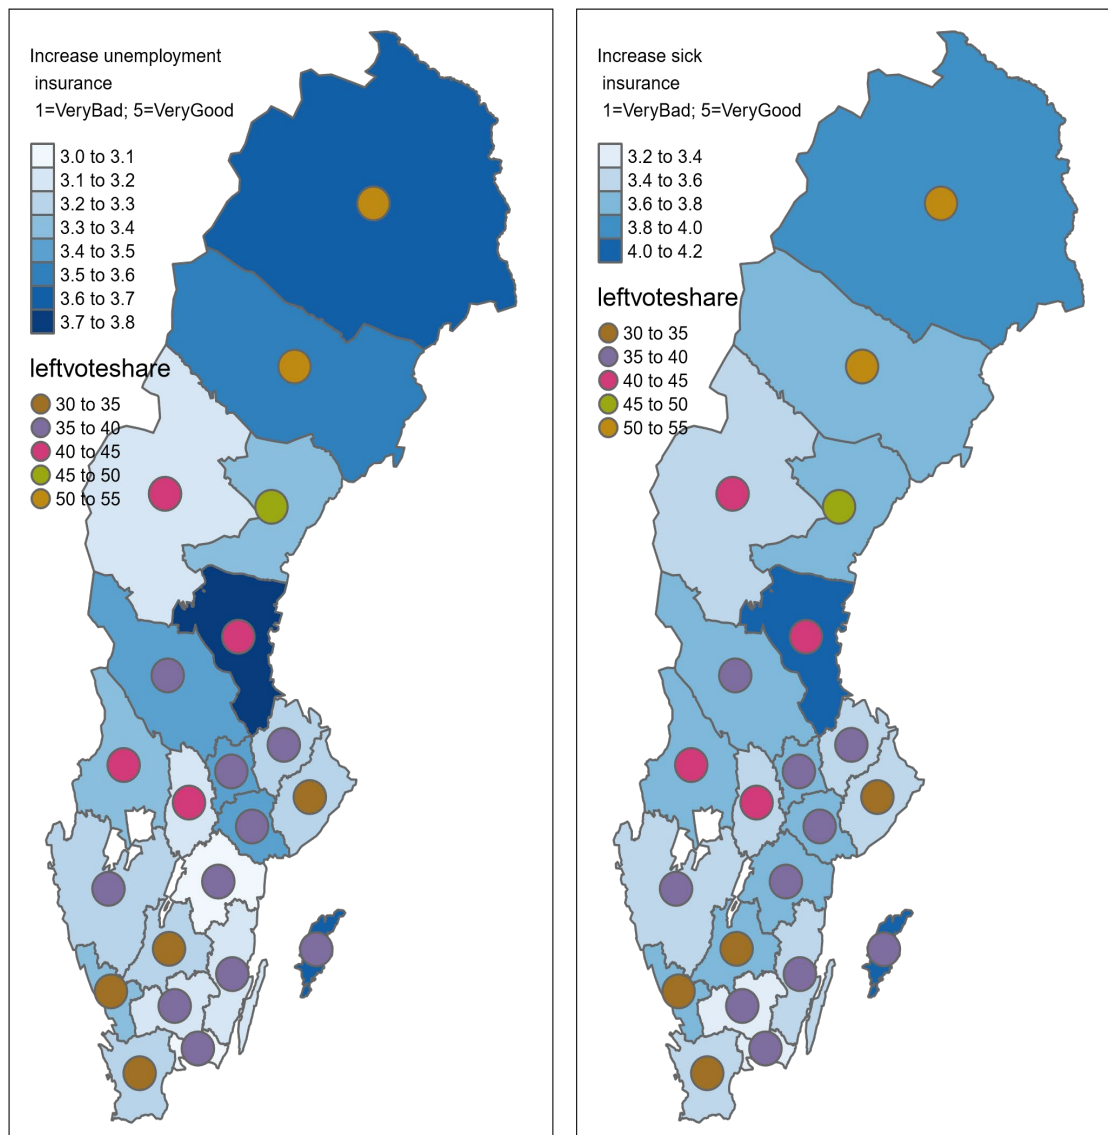 Increase unemployment
insurance
1=VeryBad; 5=VeryGood
3.0 to 3.1
3.1 to 3.2
3.2 to 3.3
3.3 to 3.4
3.4 to 3.5
3.5 to 3.6
3.6 to 3.7
3.7 to 3.8
leftvoteshare
30 to 35
35 to 40
40 to 45
45 to 50
50 to 55
Increase sick
insurance
1=VeryBad; 5=VeryGood
3.2 to 3.4
3.4 to 3.6
3.6 to 3.8
3.8 to 4.0
4.0 to 4.2
leftvoteshare
30 to 35
35 to 40
40 to 45
45 to 50
50 to 55